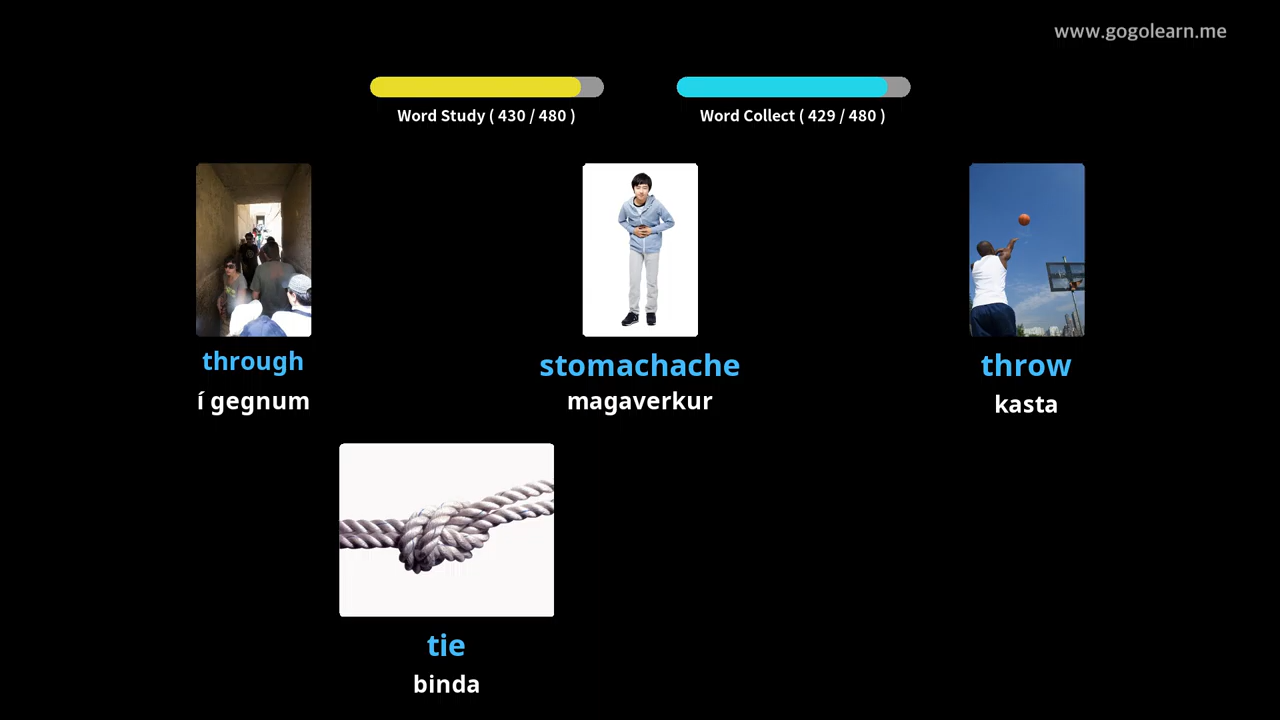 www.gogolearn.me
Word Study ( 430 / 480 )
Word Collect ( 429 / 480 )
through
í gegnum
stomachache
magaverkur
throw
kasta
tie
binda